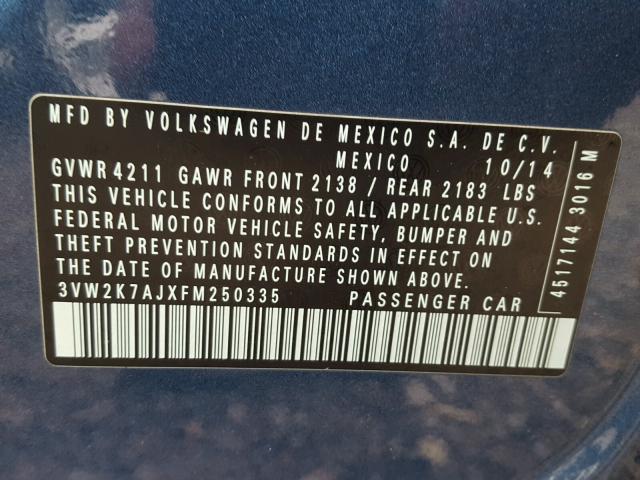 MFD BY VOLKSWAGEN DE MEXICO S.A. DE C.V.
MEXICO 10/14
GVWR 4211 GAWR FRONT 2138 / REAR 2183 LBS
THIS VEHICLE CONFORMS TO ALL APPLICABLE U.S.
FEDERAL MOTOR VEHICLE SAFETY, BUMPER AND
THEFT PREVENTION STANDARDS IN EFFECT ON
THE DATE OF MANUFACTURE SHOWN ABOVE.
3VW2K7AJXFM250335 PASSENGER CAR
4517144 3016 M